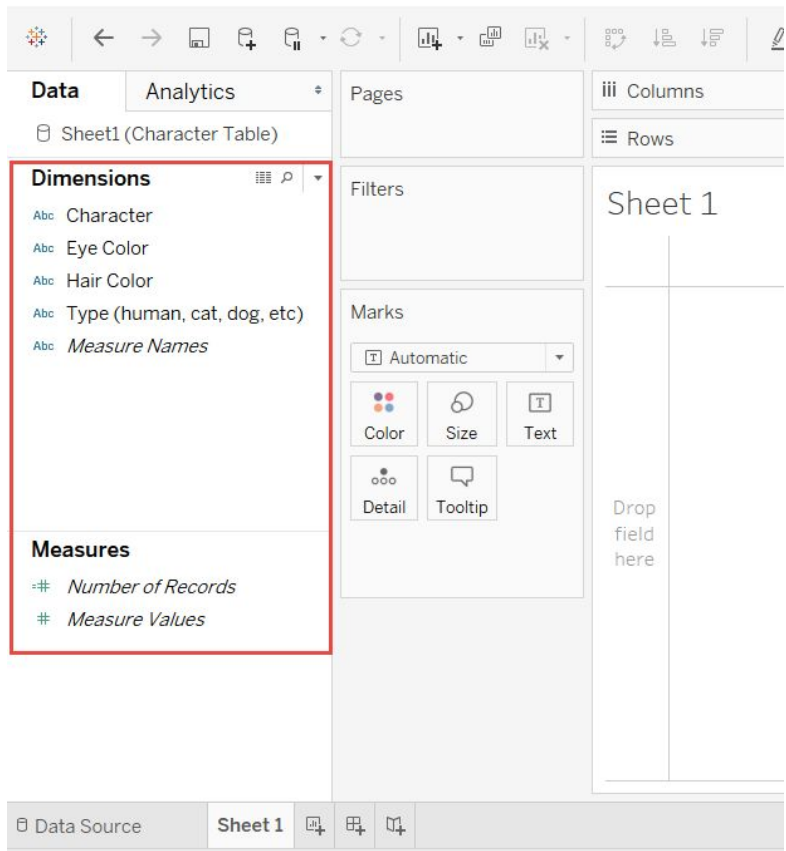 Data
Analytics
Sheet1 (Character Table)
Dimensions
Abc Character
Abc Eye Color
Abc Hair Color
Abc Type (human, cat, dog, etc)
Abc Measure Names
Measures
=# Number of Records
# Measure Values
Pages
Filters
Marks
T Automatic
Color
Size
T
Text
Detail
Tooltip
iii Columns
Rows
Sheet 1
Drop
field
here
Data Source
Sheet 1